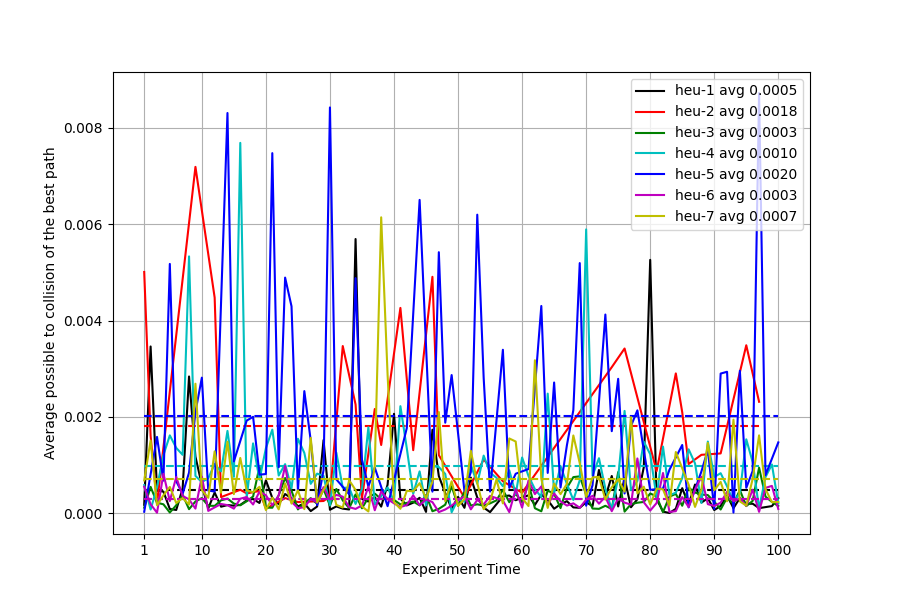 Average possible to collision of the best path
0.008
0.006
0.004
0.002
0.000
heu-1 avg 0.0005
heu-2 avg 0.0018
heu-3 avg 0.0003
heu-4 avg 0.0010
heu-5 avg 0.0020
heu-6 avg 0.0003
heu-7 avg 0.0007
1 10 20 30 40 50 60 70 80 90 100
Experiment Time